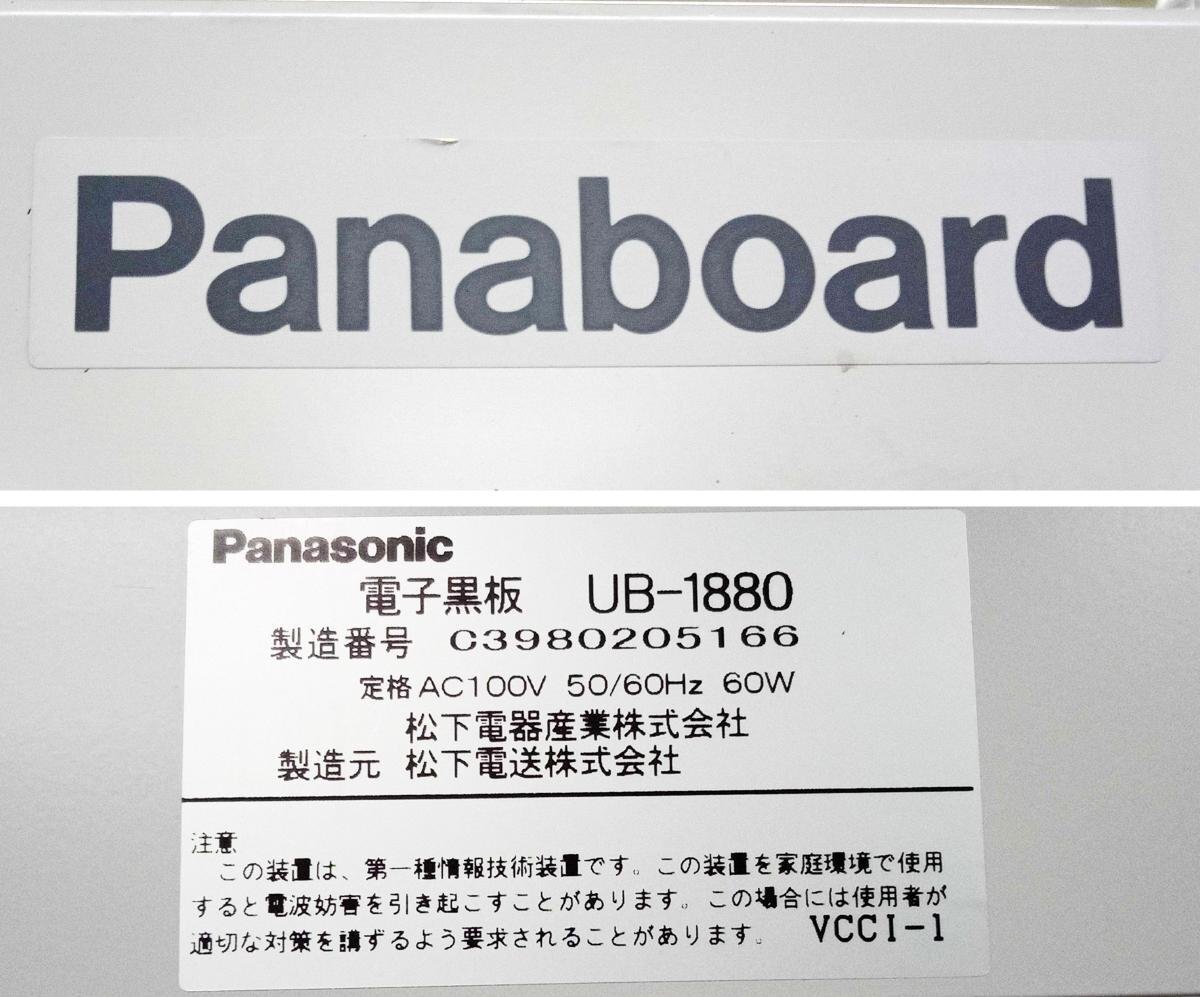 Panaboard
Panasonic
電子黒板 UB-1880
製造番号 C3980205166
定格 AC100V 50/60Hz 60W
松下電器産業株式会社
製造元 松下電送株式会社
注意
この装置は、第一種情報技術装置です。この装置を家庭環境で使用
すると電波妨害を引き起こすことがあります。この場合には使用者が
適切な対策を講ずるよう要求されることがあります。 VCCI-1